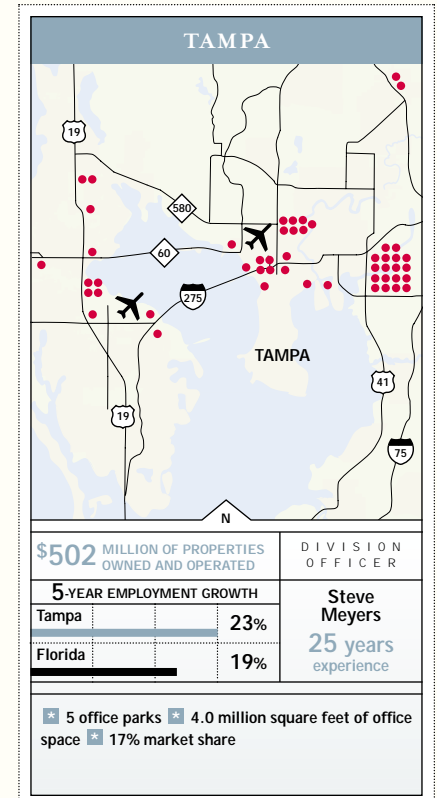 TAMPA
19
580
60
275
TAMPA
41
19
75
N
$502 MILLION OF PROPERTIES
OWNED AND OPERATED
DIVISION
OFFICER
5-YEAR EMPLOYMENT GROWTH
Tampa
23%
Florida
19%
Steve
Meyers
25 years
experience
* 5 office parks * 4.0 million square feet of office
space * 17% market share